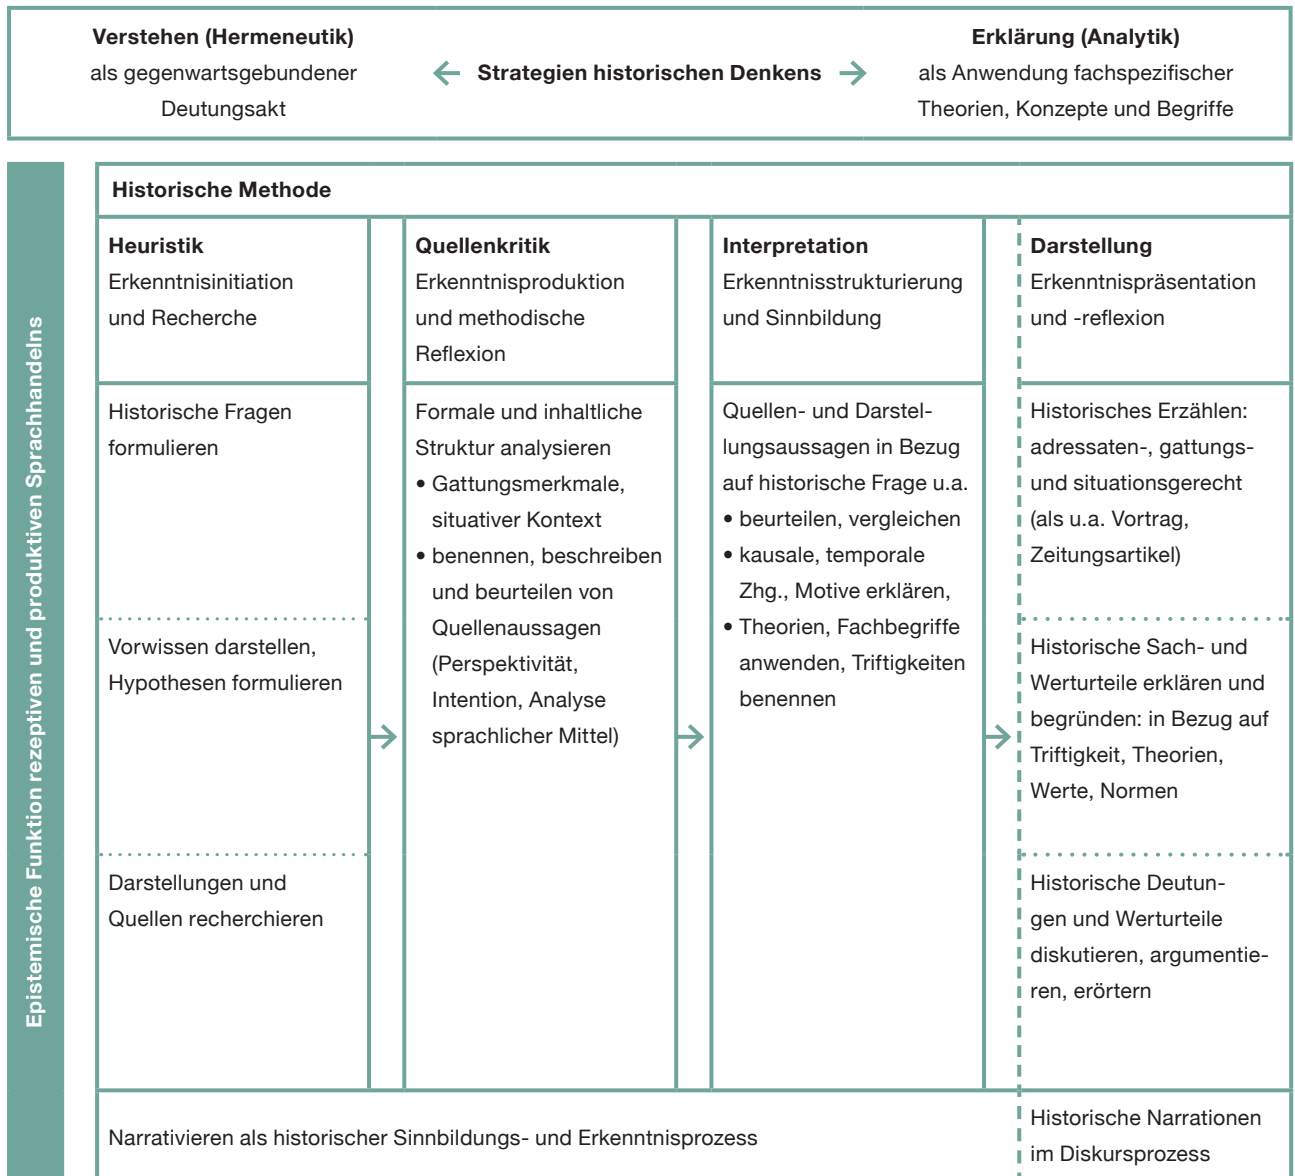 Verstehen (Hermeneutik)
als gegenwartsgebundener
Deutungsakt
Strategien historischen Denkens
Erklärung (Analytik)
als Anwendung fachspezifischer
Theorien, Konzepte und Begriffe
Epistemische Funktion rezeptiven und produktiven Sprachhandelns
Historische Methode
Heuristik
Erkenntnisinitiation
und Recherche
Historische Fragen
formulieren
Vorwissen darstellen,
Hypothesen formulieren
Darstellungen und
Quellen recherchieren
Quellenkritik
Erkenntnisproduktion
und methodische
Reflexion
Formale und inhaltliche
Struktur analysieren
• Gattungsmerkmale,
situativer Kontext
• benennen, beschreiben
und beurteilen von
Quellenaussagen
(Perspektivität,
Intention, Analyse
sprachlicher Mittel)
Interpretation
Erkenntnisstrukturierung
und Sinnbildung
Quellen- und Darstel-
lungsaussagen in Bezug
auf historische Frage u.a.
• beurteilen, vergleichen
• kausale, temporale
Zhg., Motive erklären,
• Theorien, Fachbegriffe
anwenden, Triftigkeiten
benennen
Darstellung
Erkenntnispräsentation
und -reflexion
Historisches Erzählen:
adressaten-, gattungs-
und situationsgerecht
(als u.a. Vortrag,
Zeitungsartikel)
Historische Sach- und
Werturteile erklären und
begründen: in Bezug auf
Triftigkeit, Theorien,
Werte, Normen
Historische Deutun-
gen und Werturteile
diskutieren, argumentie-
ren, erörtern
Narrativieren als historischer Sinnbildungs- und Erkenntnisprozess
Historische Narrationen
im Diskursprozess